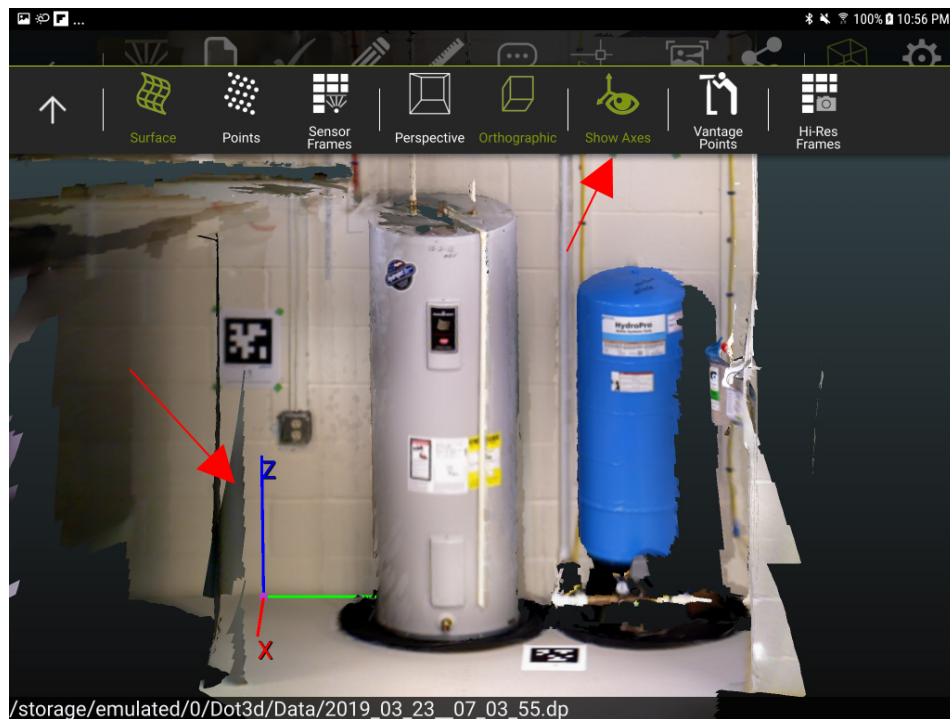 100% 10:56 PM
Surface
Points
Sensor
Frames
Perspective
Orthographic
Show Axes
Vantage
Points
Hi-Res
Frames
HydroPro
Z
X
/storage/emulated/0/Dot3d/Data/2019_03_23__07_03_55.dp